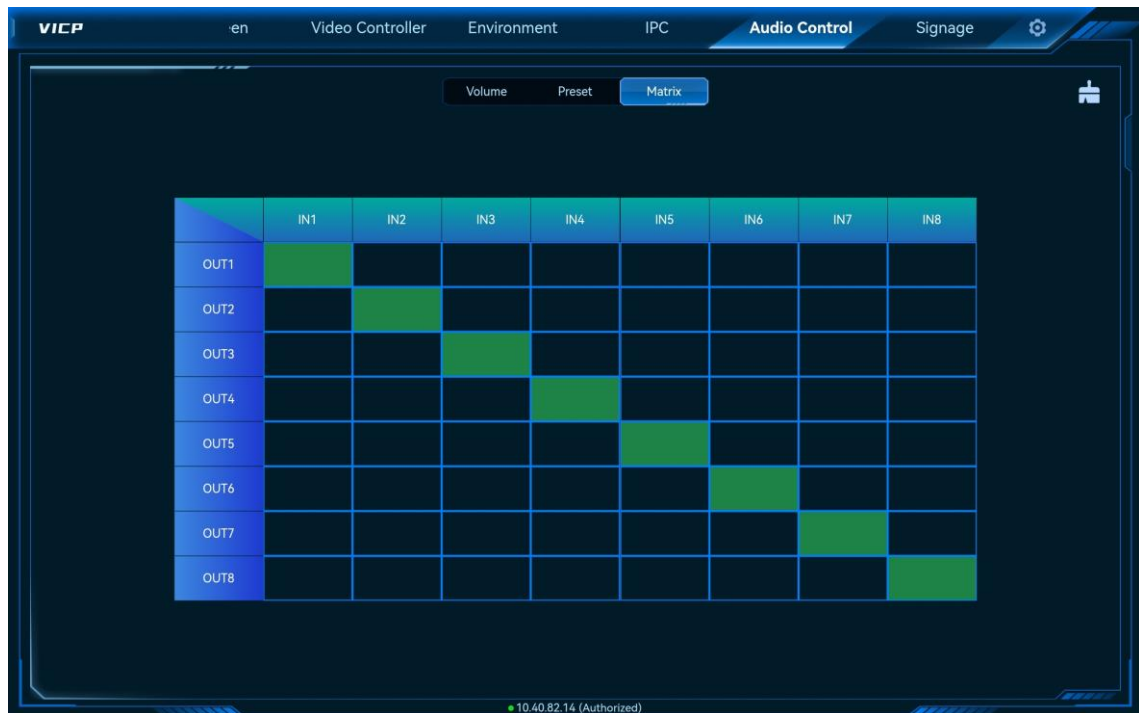 VICP en Video Controller Environment IPC Audio Control Signage
Volume Preset Matrix
IN1 IN2 IN3 IN4 IN5 IN6 IN7 IN8
OUT1
OUT2
OUT3
OUT4
OUT5
OUT6
OUT7
OUT8
10.40.82.14 (Authorized)